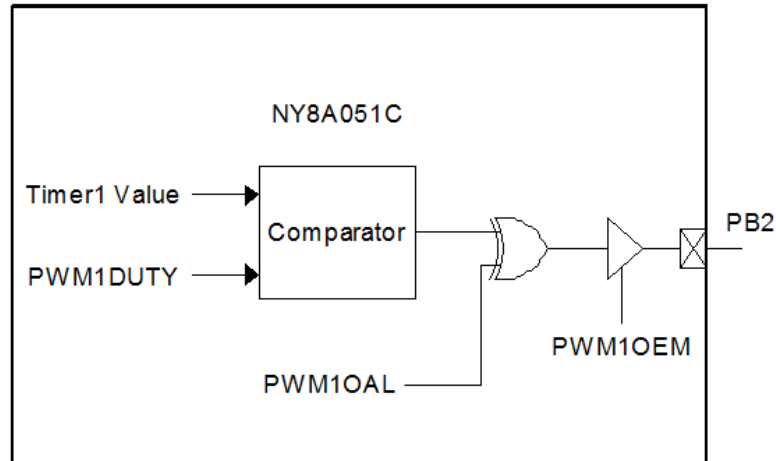 NY8A051C
Timer1 Value
Comparator
PB2
PWM1DUTY
PWM1OEM
PWM1OAL